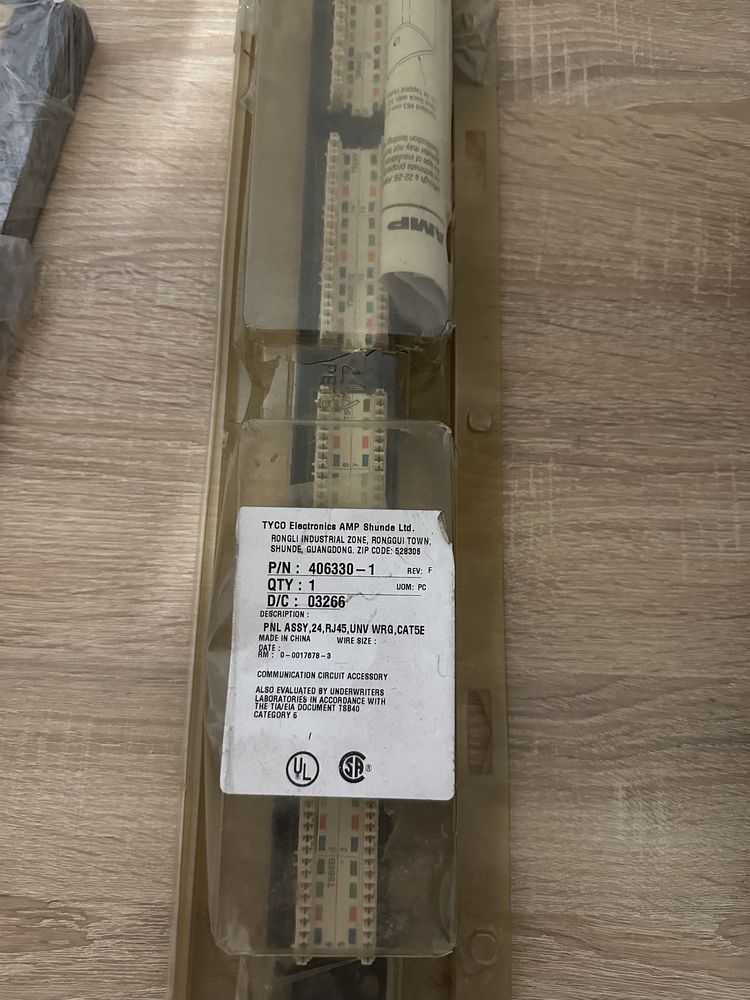 AMP
TYCO Electronics AMP Shunde Ltd.
RONGLI INDUSTRIAL ZONE, RONGGUI TOWN,
SHUNDE, GUANGDONG. ZIP CODE: 528306
P/N : 406330-1 REV: F
QTY : 1 UOM: PC
D/C : 03266
DESCRIPTION :
PNL ASSY,24,RJ45,UNV WRG,CAT5E
MADE IN CHINA WIRE SIZE :
DATE :
RM : 0-0017678-3
COMMUNICATION CIRCUIT ACCESSORY
ALSO EVALUATED BY UNDERWRITERS
LABORATORIES IN ACCORDANCE WITH
THE TIA/EIA DOCUMENT TSB40
CATEGORY 5
/
UL
SA ®
T568B